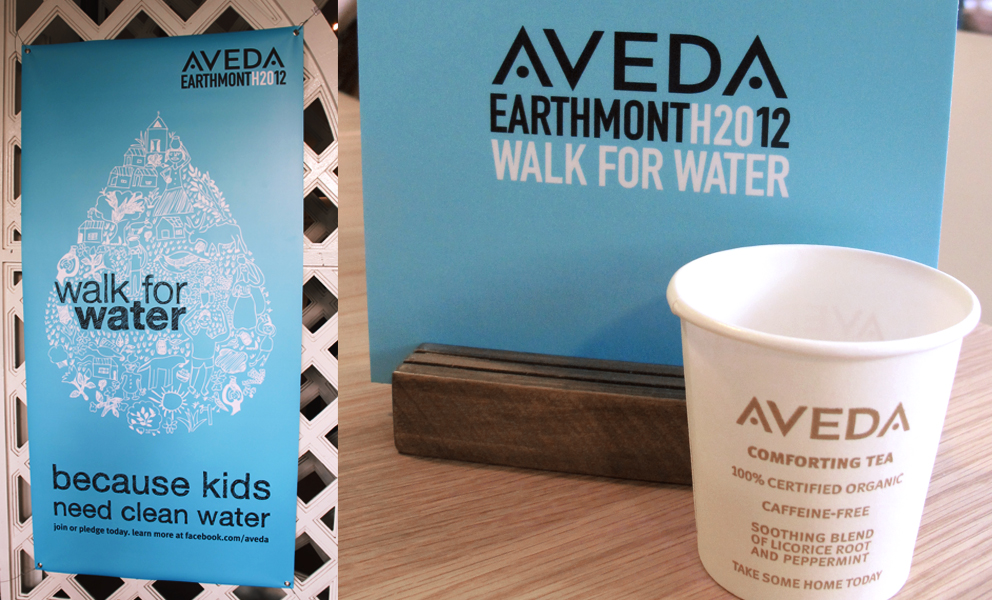 AVEDA
EARTHMONTH2012
walk for
water
because kids
need clean water
join or pledge today. learn more at facebook.com/aveda
AVEDA
EARTHMONTH2012
WALK FOR WATER
AVEDA
COMFORTING TEA
100% CERTIFIED ORGANIC
CAFFEINE-FREE
SOOTHING BLEND
OF LICORICE ROOT
AND PEPPERMINT
TAKE SOME HOME TODAY